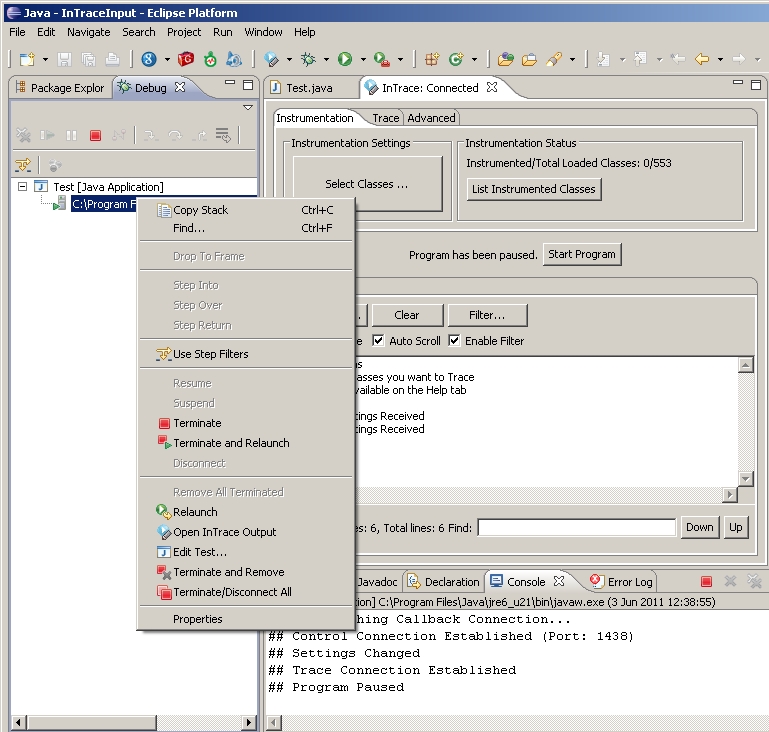 Java - InTraceInput - Eclipse Platform
File Edit Navigate Search Project Run Window Help
Package Explor
Debug
Test [Java Application]
C:\Program
Copy Stack Ctrl+C
Find... Ctrl+F
Drop To Frame
Step Into
Step Over
Step Return
Use Step Filters
Resume
Suspend
Terminate
Terminate and Relaunch
Disconnect
Remove All Terminated
Relaunch
Open InTrace Output
Edit Test...
Terminate and Remove
Terminate/Disconnect All
Properties
Test.java
InTrace: Connected
Instrumentation Trace Advanced
Instrumentation Settings
Select Classes ...
Instrumentation Status
Instrumented/Total Loaded Classes: 0/553
List Instrumented Classes
Program has been paused. Start Program
Clear Filter...
Auto Scroll Enable Filter
asses you want to Trace
vailable on the Help tab
tings Received
tings Received
es: 6, Total lines: 6 Find: Down Up
Javadoc Declaration Console Error Log
ion] C:\Program Files\Java\jre6_u21\bin\javaw.exe (3 Jun 2011 12:38:55)
hing Callback Connection...
## Control Connection Established (Port: 1438)
## Settings Changed
## Trace Connection Established
## Program Paused